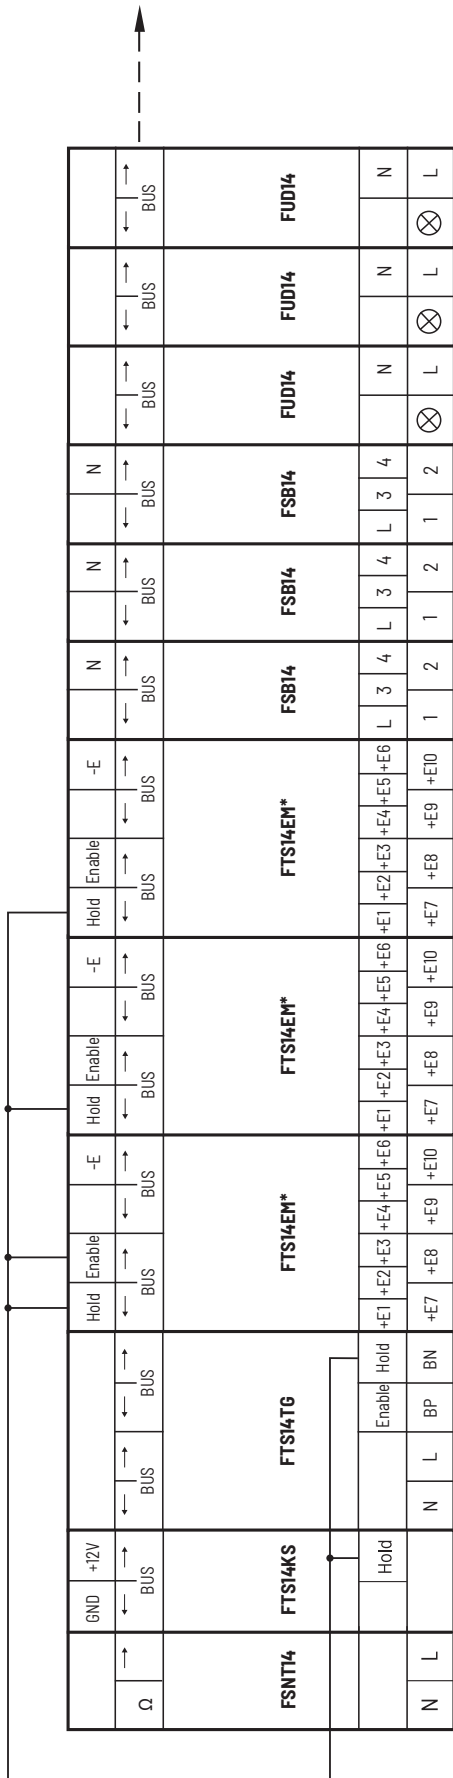 GND +12V Hold Enable -E Hold Enable -E Hold Enable -E N N N
Ω → ← → ← → ← → ← → ← → ← → ← → ← → ← → ← → ← → ← → ← → ← → ← →
BUS BUS BUS BUS BUS BUS BUS BUS BUS BUS BUS BUS BUS BUS BUS
FSNT14 FTS14KS FTS14TG FTS14EM* FTS14EM* FTS14EM* FSB14 FSB14 FSB14 FUD14 FUD14 FUD14
Hold Enable Hold +E1 +E2 +E3 +E4 +E5 +E6 +E1 +E2 +E3 +E4 +E5 +E6 +E1 +E2 +E3 +E4 +E5 +E6 L 3 4 L 3 4 L 3 4 N N N
N L N L BP BN +E7 +E8 +E9 +E10 +E7 +E8 +E9 +E10 +E7 +E8 +E9 +E10 1 2 1 2 1 2 L L L